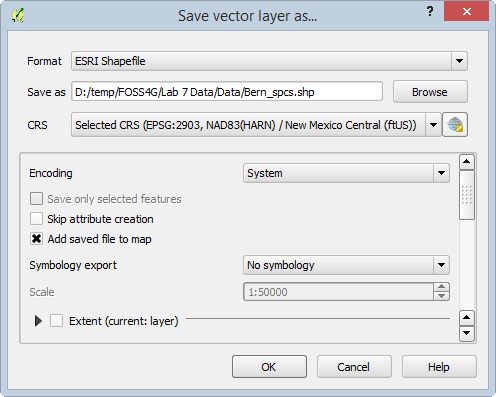 Save vector layer as...
Format ESRI Shapefile
Save as D:/temp/FOSS4G/Lab 7 Data/Data/Bern_spcs.shp Browse
CRS Selected CRS (EPSG:2903, NAD83(HARN) / New Mexico Central (ftUS))
Encoding System
Save only selected features
Skip attribute creation
Add saved file to map
Symbology export No symbology
Scale 1:50000
Extent (current: layer)
OK Cancel Help